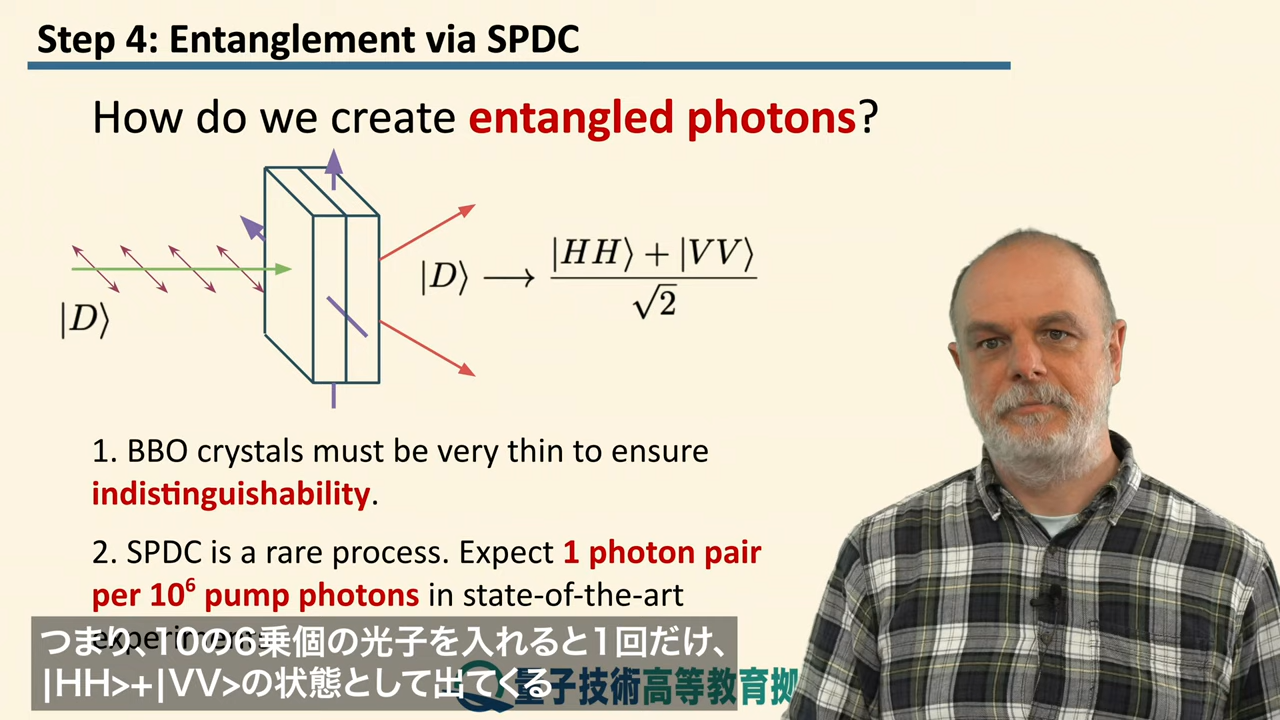 Step 4: Entanglement via SPDC
How do we create entangled photons?
|D⟩ ⟶ (|HH⟩ + |VV⟩)/√2
|D⟩
1. BBO crystals must be very thin to ensure
indistinguishability.
2. SPDC is a rare process. Expect 1 photon pair
per 10⁶ pump photons in state-of-the-art
つまり、10の6乗個の光子を入れると1回だけ、
|HH>+|VV>の状態として出てくる
量子技術高等教育拠